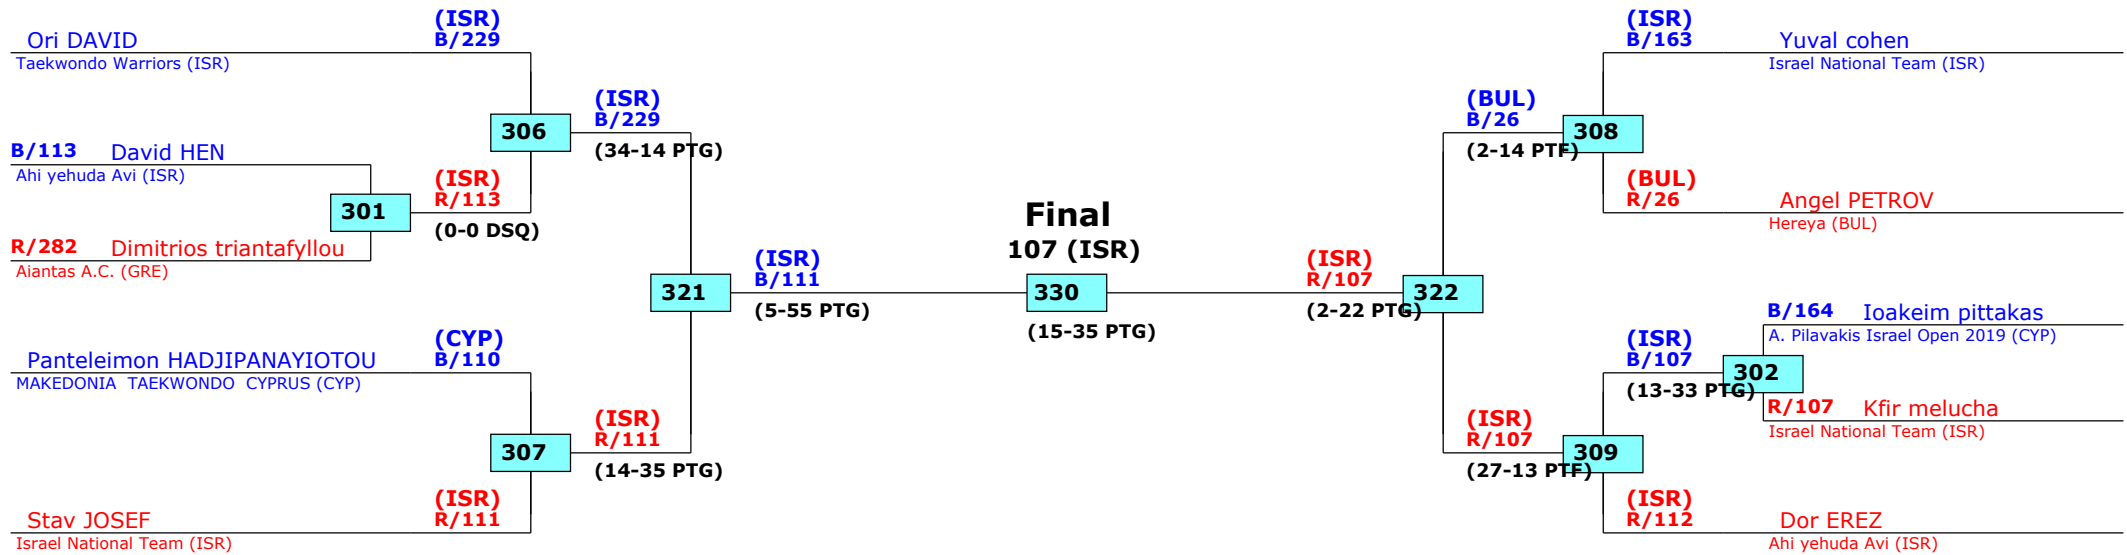 (ISR)
B/229
Ori DAVID
Taekwondo Warriors (ISR)
(ISR)
B/229
(34-14 PTG)
306
B/113 David HEN
Ahi yehuda Avi (ISR)
(ISR)
R/113
(0-0 DSQ)
301
R/282 Dimitrios triantafyllou
Aiantas A.C. (GRE)
321
(ISR)
B/111
(5-55 PTG)
(CYP)
B/110
Panteleimon HADJIPANAYIOTOU
MAKEDONIA TAEKWONDO CYPRUS (CYP)
(ISR)
R/111
(14-35 PTG)
307
(ISR)
R/111
Stav JOSEF
Israel National Team (ISR)
Final
107 (ISR)
330
(15-35 PTG)
(ISR)
B/163
Yuval cohen
Israel National Team (ISR)
(BUL)
B/26
(2-14 PTF)
308
(BUL)
R/26
Angel PETROV
Hereya (BUL)
(ISR)
R/107
(2-22 PTG)
322
B/164 Ioakeim pittakas
A. Pilavakis Israel Open 2019 (CYP)
(ISR)
B/107
(13-33 PTG)
302
R/107 Kfir melucha
Israel National Team (ISR)
(ISR)
R/107
(27-13 PTF)
309
(ISR)
R/112
Dor EREZ
Ahi yehuda Avi (ISR)